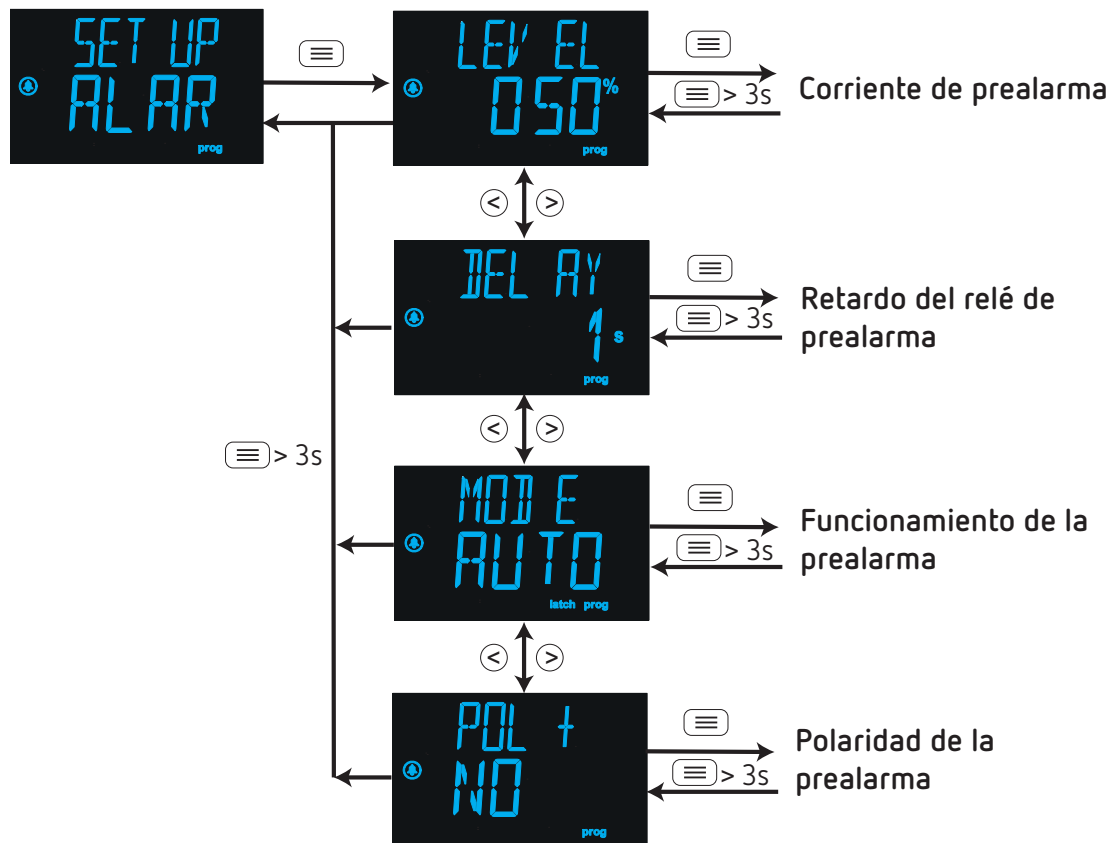 SET UP
ALAR
prog
LEV EL
050%
prog
> 3s
Corriente de prealarma
< >
DEL AY
1 s
prog
> 3s
Retardo del relé de
prealarma
< >
> 3s
MOD E
AUTO
latch prog
> 3s
Funcionamiento de la
prealarma
< >
POL +
NO
prog
> 3s
Polaridad de la
prealarma